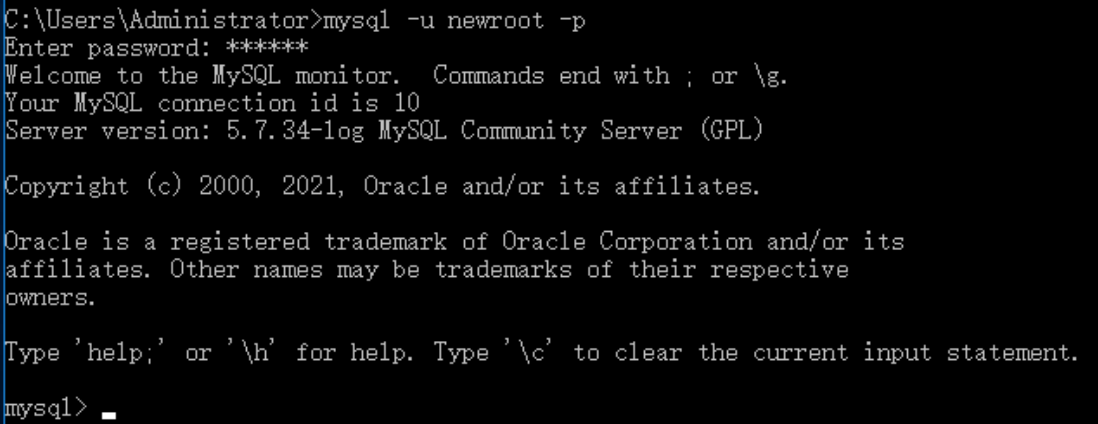 C:\Users\Administrator>mysql -u newroot -p
Enter password: ******
Welcome to the MySQL monitor.  Commands end with ; or \g.
Your MySQL connection id is 10
Server version: 5.7.34-log MySQL Community Server (GPL)
Copyright (c) 2000, 2021, Oracle and/or its affiliates.
Oracle is a registered trademark of Oracle Corporation and/or its
affiliates. Other names may be trademarks of their respective
owners.
Type 'help;' or '\h' for help. Type '\c' to clear the current input statement.
mysql>